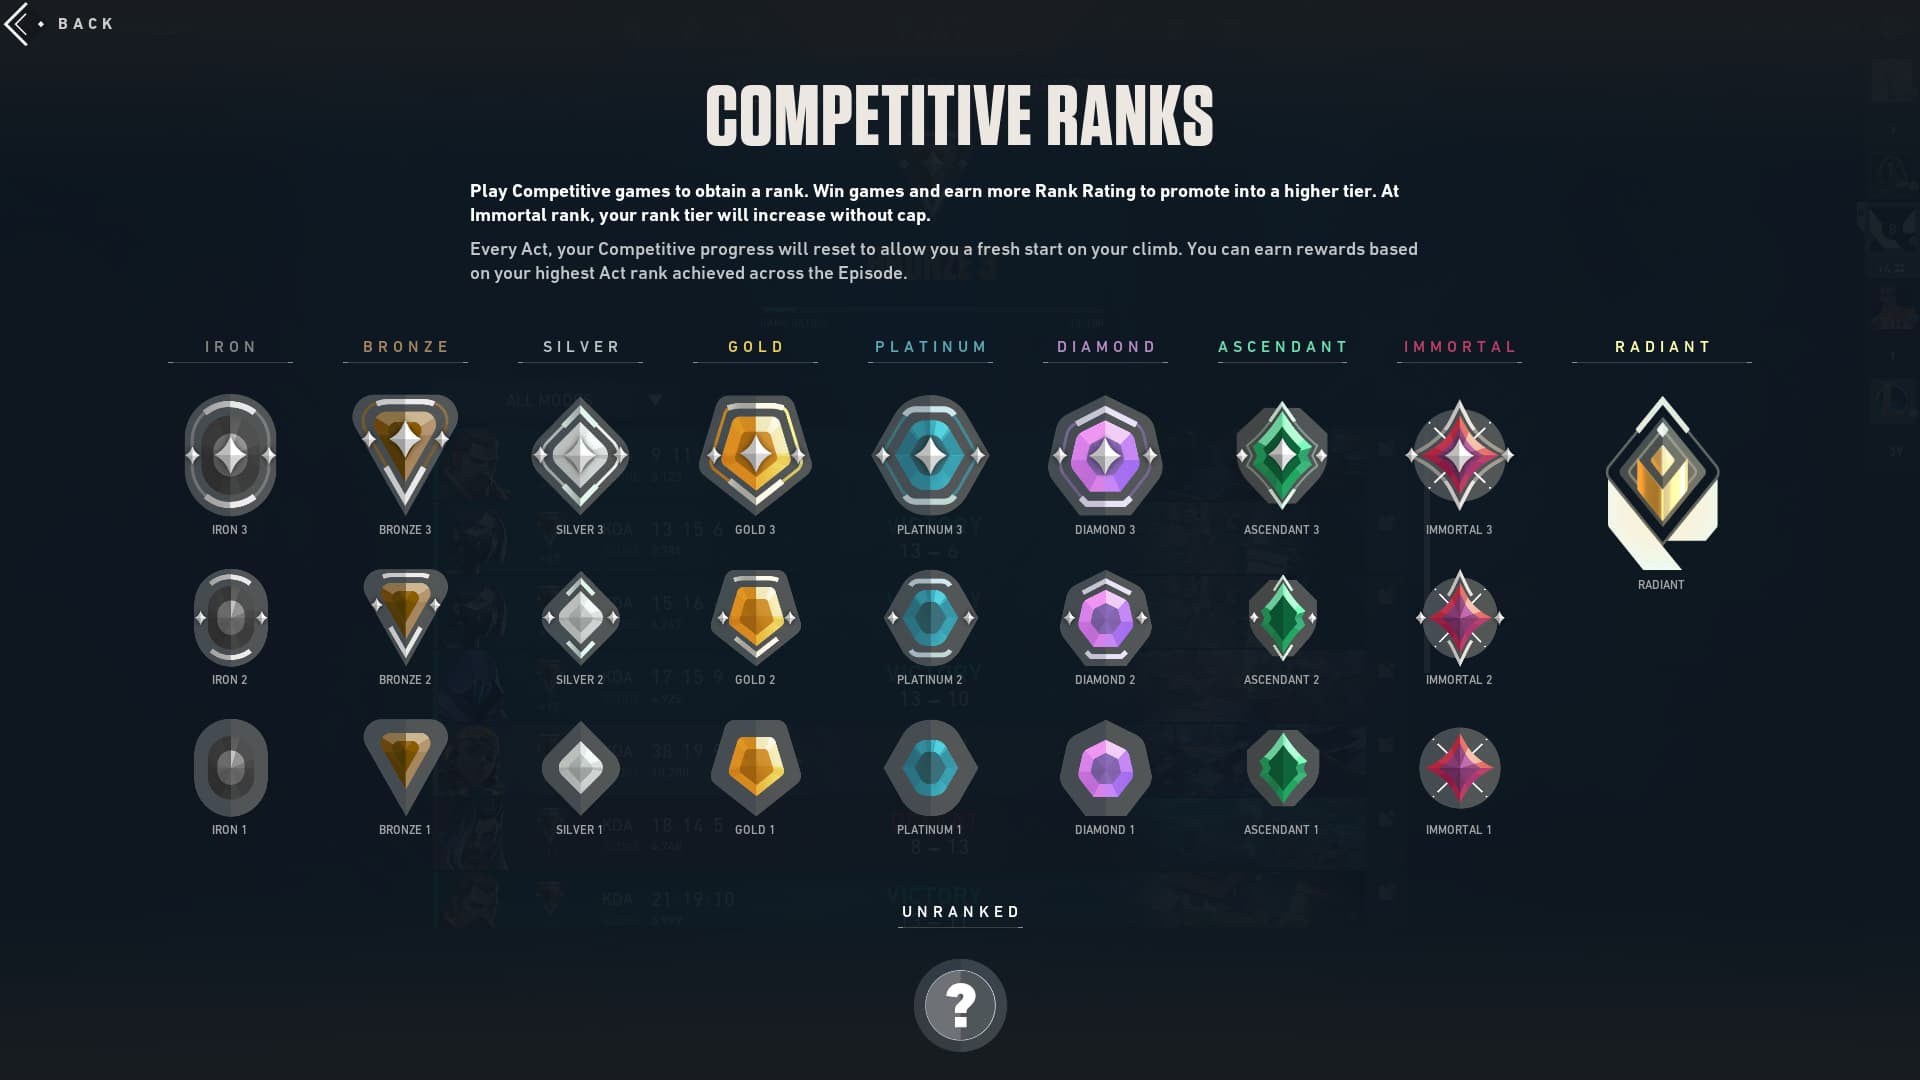 BACK
COMPETITIVE RANKS
Play Competitive games to obtain a rank. Win games and earn more Rank Rating to promote into a higher tier. At
Immortal rank, your rank tier will increase without cap.
Every Act, your Competitive progress will reset to allow you a fresh start on your climb. You can earn rewards based
on your highest Act rank achieved across the Episode.
IRON BRONZE SILVER GOLD PLATINUM DIAMOND ASCENDANT IMMORTAL RADIANT
IRON 3 BRONZE 3 SILVER 3 GOLD 3 PLATINUM 3 DIAMOND 3 ASCENDANT 3 IMMORTAL 3
RADIANT
IRON 2 BRONZE 2 SILVER 2 GOLD 2 PLATINUM 2 DIAMOND 2 ASCENDANT 2 IMMORTAL 2
IRON 1 BRONZE 1 SILVER 1 GOLD 1 PLATINUM 1 DIAMOND 1 ASCENDANT 1 IMMORTAL 1
UNRANKED
?